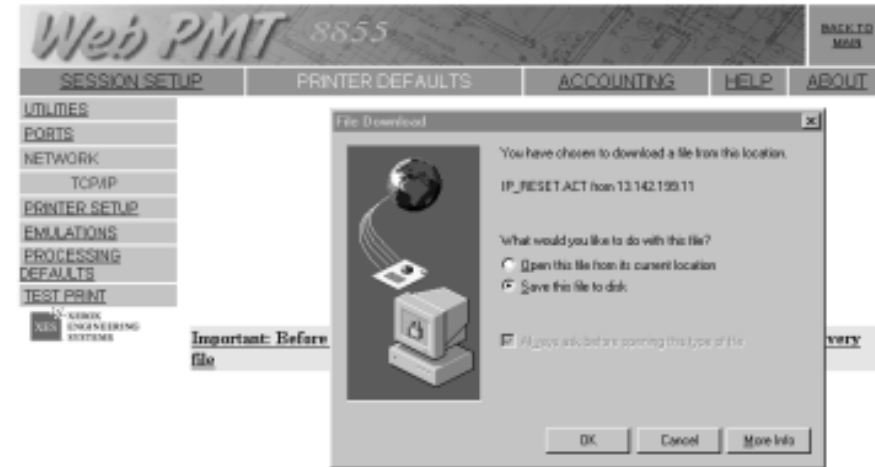 Web PMT 8855
BACK TO
MAIN
SESSION SETUP PRINTER DEFAULTS ACCOUNTING HELP ABOUT
UTILITIES
PORTS
NETWORK
TCP/IP
PRINTER SETUP
EMULATIONS
PROCESSING
DEFAULTS
TEST PRINT
XES XEROX
ENGINEERING
SYSTEMS
Important: Before
very
file
File Download
You have chosen to download a file from this location.
IP_RESET.ACT from 13.142.199.11
What would you like to do with this file?
Open this file from its current location
Save this file to disk
Always ask before opening this type of file
OK Cancel More Info